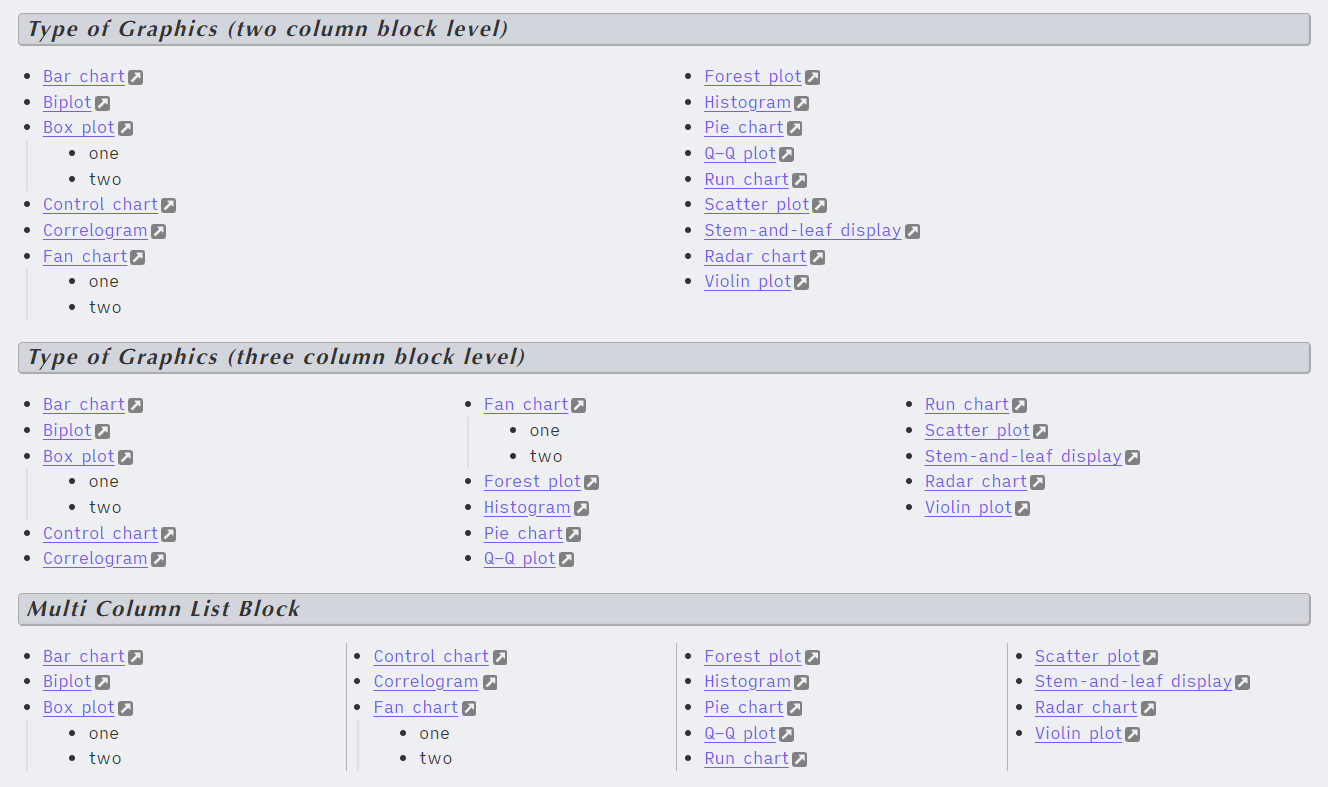 Type of Graphics (two column block level)
Bar chart
Biplot
Box plot
one
two
Control chart
Correlogram
Fan chart
one
two
Forest plot
Histogram
Pie chart
Q–Q plot
Run chart
Scatter plot
Stem-and-leaf display
Radar chart
Violin plot
Type of Graphics (three column block level)
Bar chart
Biplot
Box plot
one
two
Control chart
Correlogram
Fan chart
one
two
Forest plot
Histogram
Pie chart
Q–Q plot
Run chart
Scatter plot
Stem-and-leaf display
Radar chart
Violin plot
Multi Column List Block
Bar chart
Biplot
Box plot
one
two
Control chart
Correlogram
Fan chart
one
two
Forest plot
Histogram
Pie chart
Q–Q plot
Run chart
Scatter plot
Stem-and-leaf display
Radar chart
Violin plot